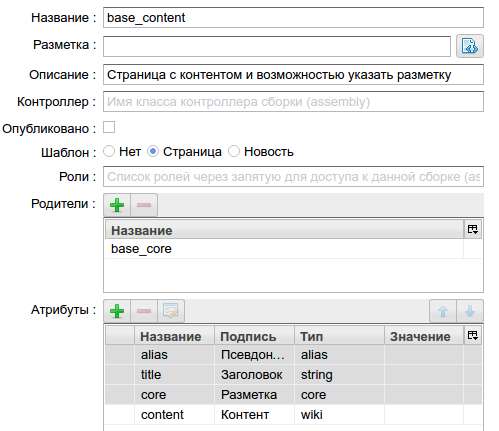 Название : base_content
Разметка :
Описание : Страница с контентом и возможностью указать разметку
Контроллер : Имя класса контроллера сборки (assembly)
Опубликовано :
Шаблон : Нет Страница Новость
Роли : Список ролей через запятую для доступа к данной сборке (as
Родители :
Название
base_core
Атрибуты :
Название Подпись Тип Значение
alias Псевдон... alias
title Заголовок string
core Разметка core
content Контент wiki